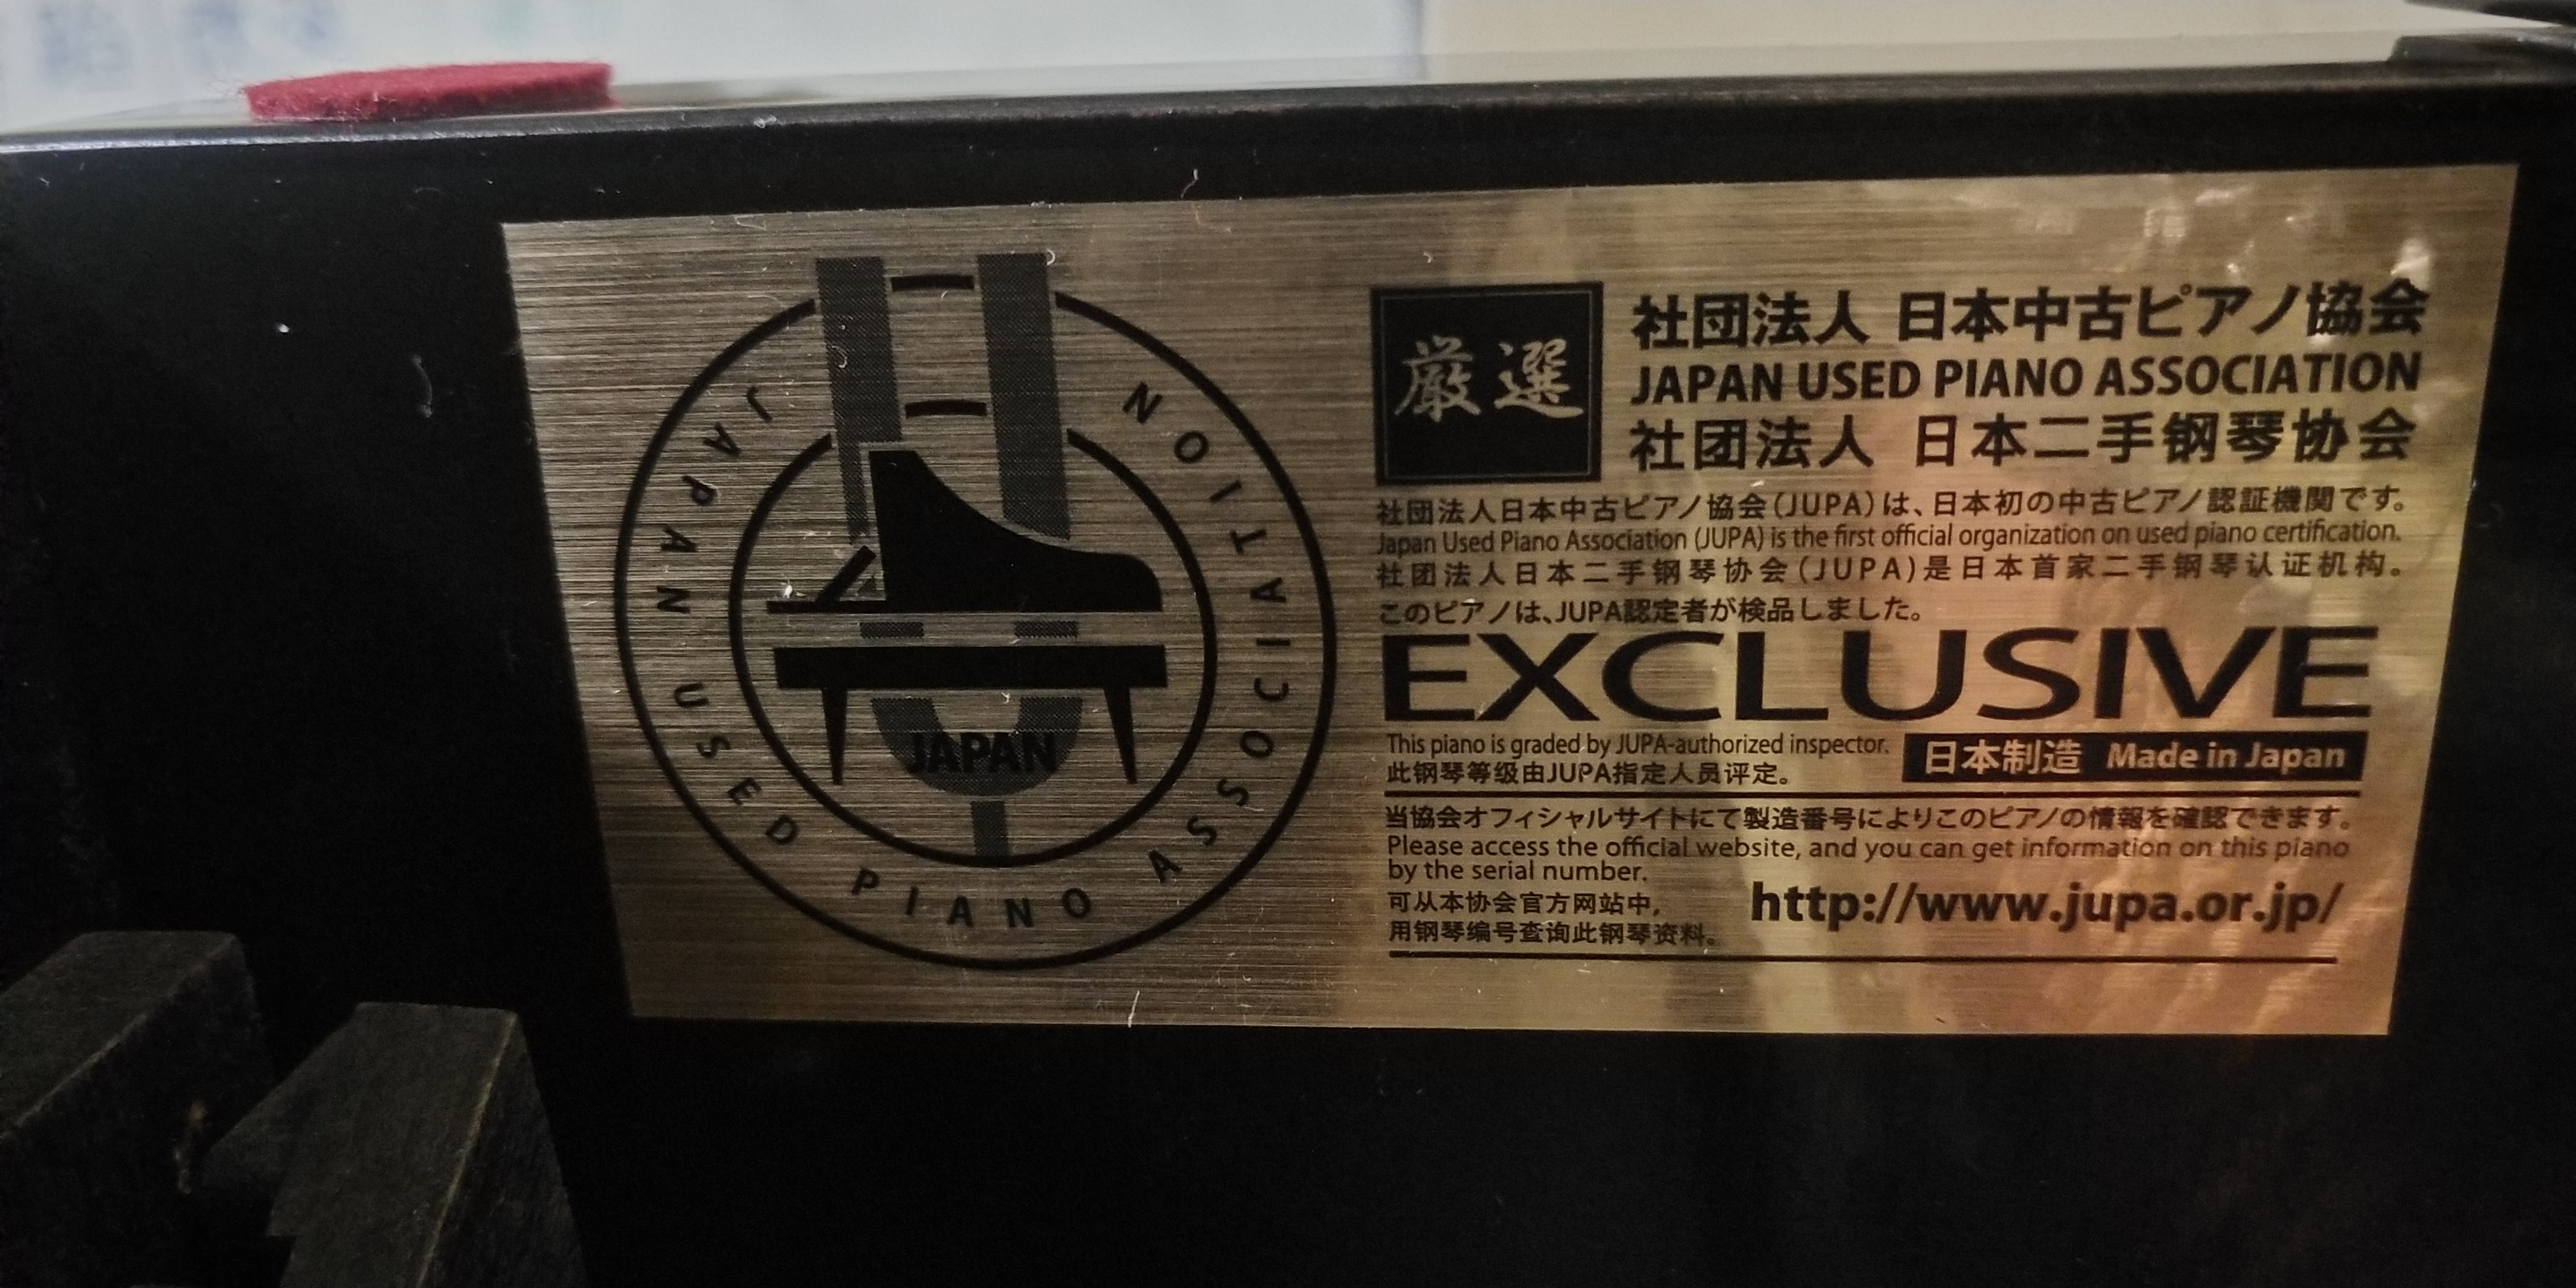 JAPAN USED PIANO ASSOCIATION
JAPAN
厳選
社団法人 日本中古ピアノ協会
JAPAN USED PIANO ASSOCIATION
社团法人 日本二手钢琴协会
社団法人日本中古ピアノ協会(JUPA)は、日本初の中古ピアノ認証機関です。
Japan Used Piano Association (JUPA) is the first official organization on used piano certification.
社团法人日本二手钢琴协会(JUPA)是日本首家二手钢琴认证机构。
このピアノは、JUPA認定者が検品しました。
EXCLUSIVE
This piano is graded by JUPA-authorized inspector.
此钢琴等级由JUPA指定人员评定。
日本制造 Made in Japan
当協会オフィシャルサイトにて製造番号によりこのピアノの情報を確認できます。
Please access the official website, and you can get information on this piano
by the serial number.
可从本协会官方网站中,
用钢琴编号查询此钢琴资料。
http://www.jupa.or.jp/